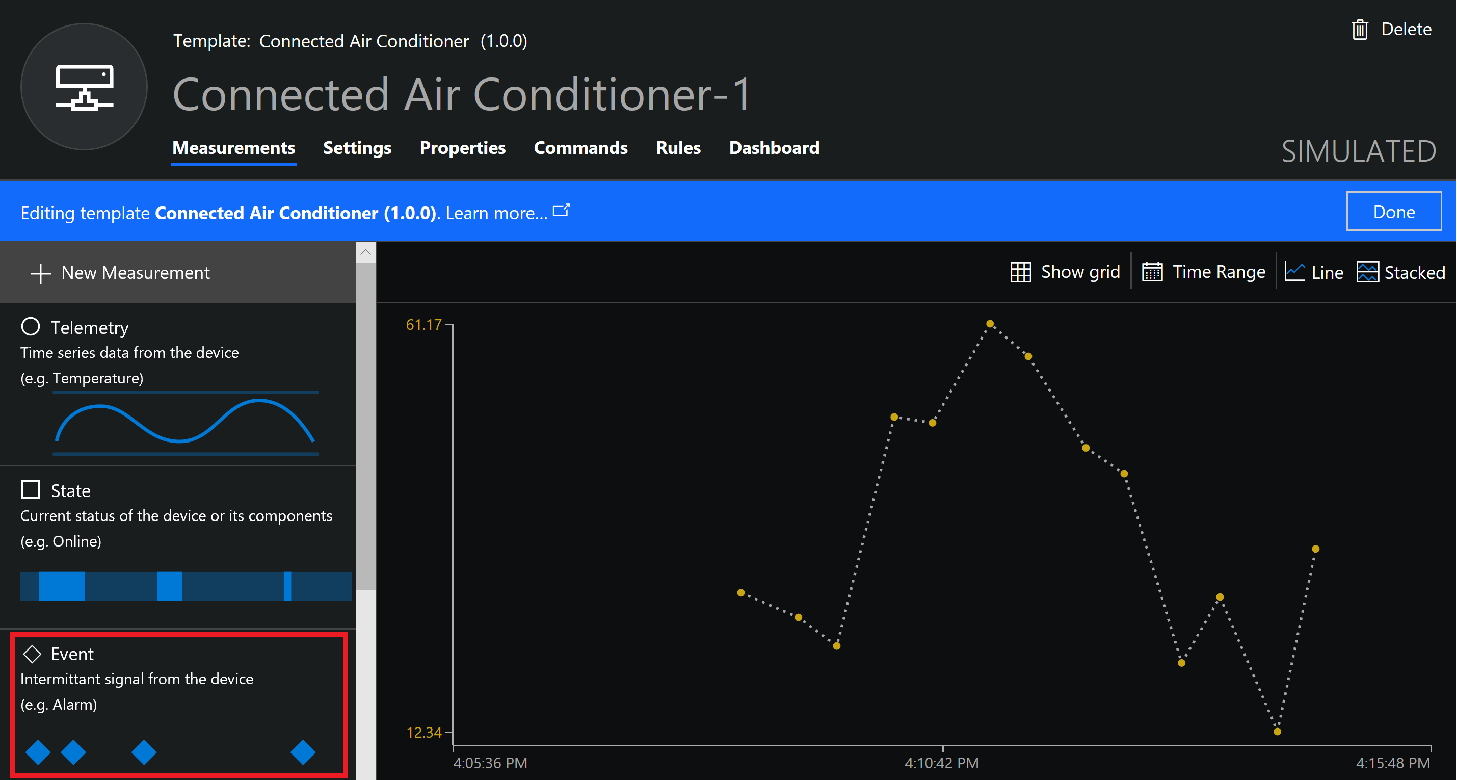 Template: Connected Air Conditioner (1.0.0)
Delete
Connected Air Conditioner-1
Measurements Settings Properties Commands Rules Dashboard
SIMULATED
Editing template Connected Air Conditioner (1.0.0). Learn more...
Done
New Measurement
Show grid Time Range Line Stacked
Telemetry
Time series data from the device
(e.g. Temperature)
State
Current status of the device or its components
(e.g. Online)
Event
Intermittant signal from the device
(e.g. Alarm)
61.17
12.34
4:05:36 PM 4:10:42 PM 4:15:48 PM